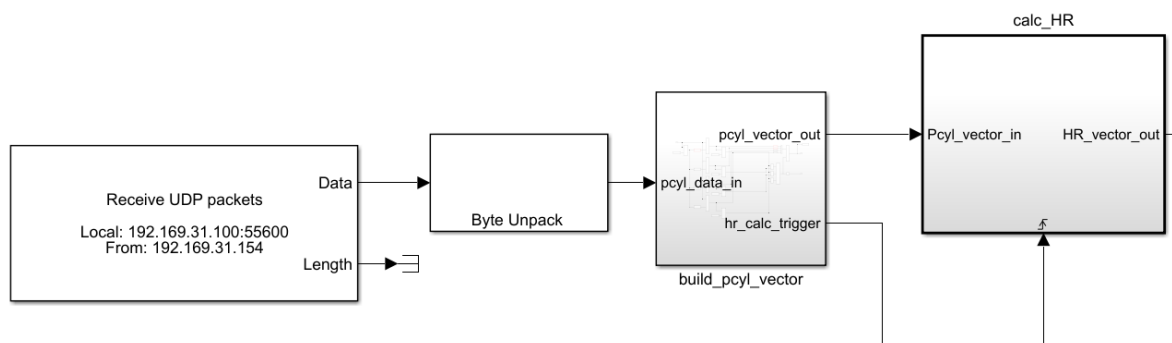 calc_HR
pcyl_vector_out
Pcyl_vector_in
HR_vector_out
Data
pcyl_data_in
Receive UDP packets
Byte Unpack
hr_calc_trigger
Local: 192.169.31.100:55600
From: 192.169.31.154
Length
build_pcyl_vector